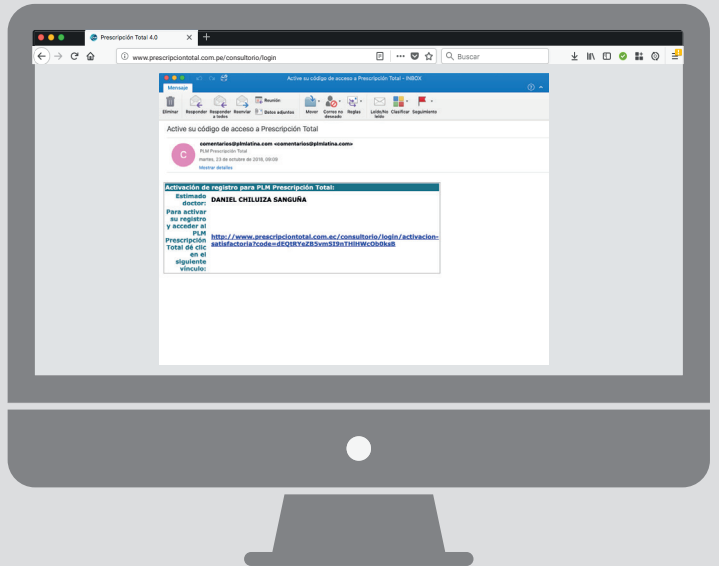 Prescripción Total 4.0
www.prescripciontotal.com.pe/consultorio/login
Buscar
Active su código de acceso a Prescripción Total – INBOX
Mensaje
Eliminar Responder Responder a todos Reenviar Reunión Datos adjuntos Mover Correo no deseado Reglas Leído/No leído Clasificar Seguimiento
Active su código de acceso a Prescripción Total
C
comentarios@plmlatina.com <comentarios@plmlatina.com>
PLM Prescripción Total
martes, 23 de octubre de 2018, 09:09
Mostrar detalles
Activación de registro para PLM Prescripción Total:
Estimado
doctor:
DANIEL CHILUIZA SANGUÑA
Para activar
su registro
y acceder al
PLM
Prescripción
Total dé clic
en el
siguiente
vínculo:
http://www.prescripciontotal.com.ec/consultorio/login/activacion-
satisfactoria?code=dEQtRYeZB5vmSI9nTHlHWcOb0ksB